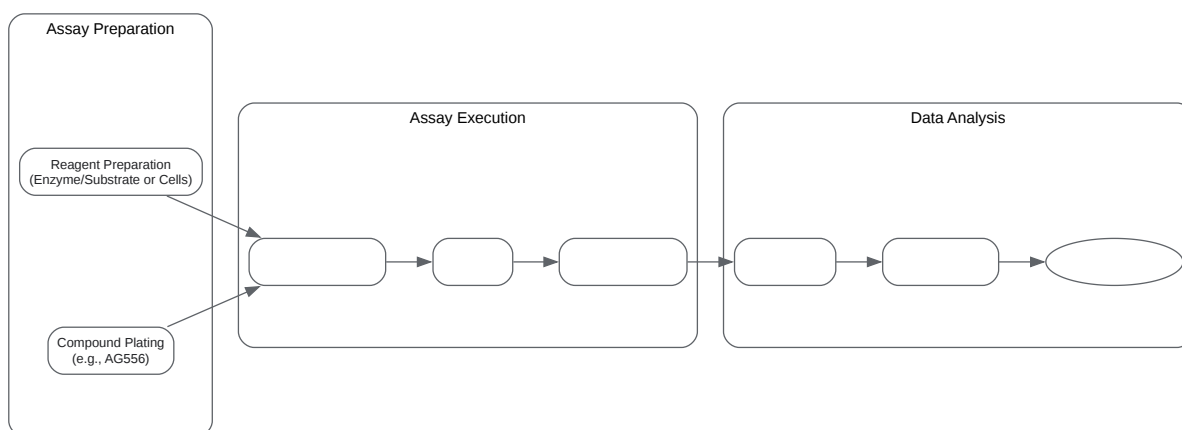 Assay Preparation
Reagent Preparation
(Enzyme/Substrate or Cells)
Compound Plating
(e.g., AG556)
Assay Execution
Data Analysis